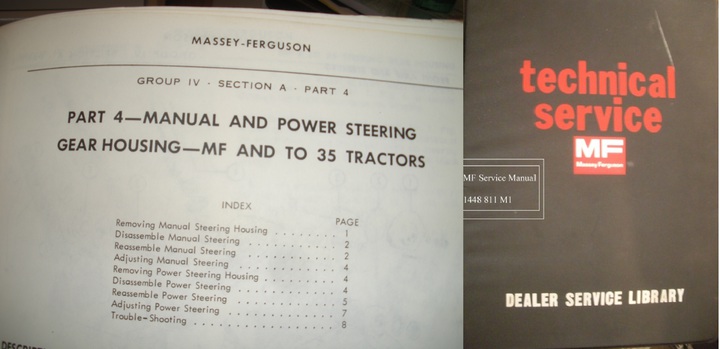 MASSEY-FERGUSON
GROUP IV · SECTION A · PART 4
PART 4—MANUAL AND POWER STEERING
GEAR HOUSING—MF AND TO 35 TRACTORS
INDEX
PAGE
Removing Manual Steering Housing . . . . . . . . 1
Disassemble Manual Steering . . . . . . . . . . . 2
Reassemble Manual Steering . . . . . . . . . . . 2
Adjusting Manual Steering . . . . . . . . . . . . 4
Removing Power Steering Housing . . . . . . . . 4
Disassemble Power Steering . . . . . . . . . . . 4
Reassemble Power Steering . . . . . . . . . . . 5
Adjusting Power Steering . . . . . . . . . . . . 7
Trouble-Shooting . . . . . . . . . . . . . . . . 8
technical
service
MF
Massey-Ferguson
MF Service Manual
1448 811 M1
DEALER SERVICE LIBRARY